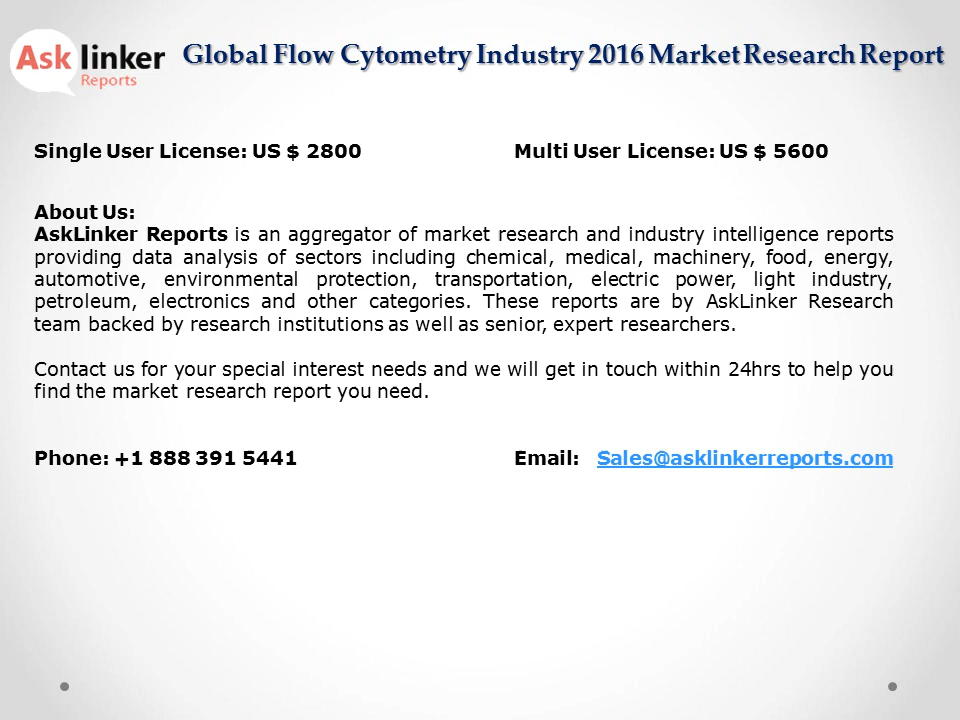 Ask linker
Reports
Global Flow Cytometry Industry 2016 Market Research Report
Single User License: US $ 2800 Multi User License: US $ 5600
About Us:
AskLinker Reports is an aggregator of market research and industry intelligence reports
providing data analysis of sectors including chemical, medical, machinery, food, energy,
automotive, environmental protection, transportation, electric power, light industry,
petroleum, electronics and other categories. These reports are by AskLinker Research
team backed by research institutions as well as senior, expert researchers.
Contact us for your special interest needs and we will get in touch within 24hrs to help you
find the market research report you need.
Phone: +1 888 391 5441 Email: Sales@asklinkerreports.com